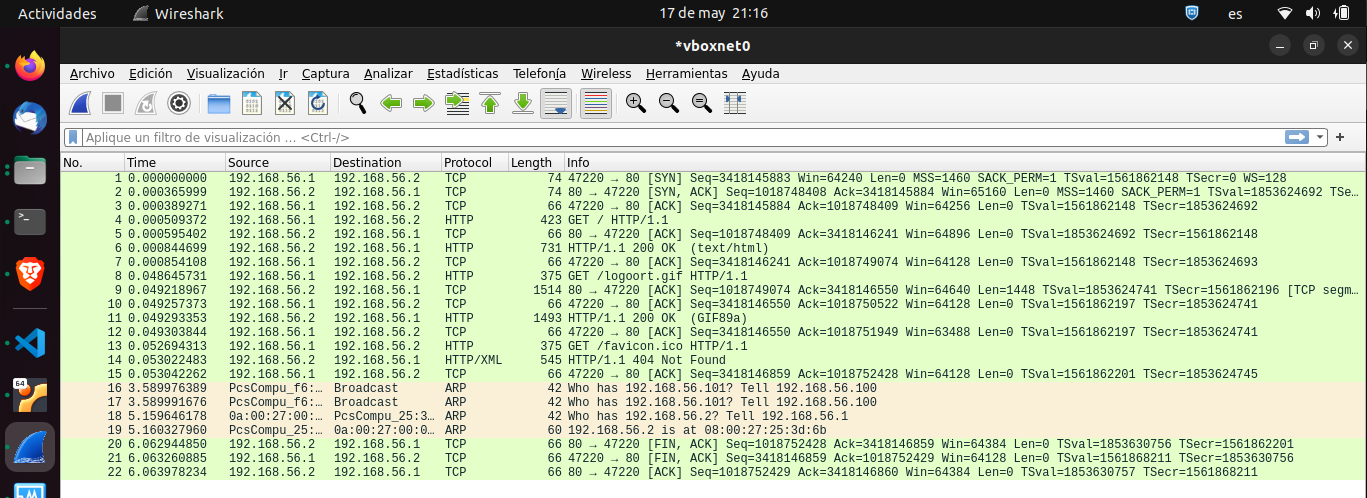 Actividades Wireshark 17 de may 21:16 es
*vboxnet0
Archivo Edición Visualización Ir Captura Analizar Estadísticas Telefonía Wireless Herramientas Ayuda
Aplique un filtro de visualización … <Ctrl-/>
No. Time Source Destination Protocol Length Info
1 0.000000000 192.168.56.1 192.168.56.2 TCP 74 47220 → 80 [SYN] Seq=3418145883 Win=64240 Len=0 MSS=1460 SACK_PERM=1 TSval=1561862148 TSecr=0 WS=128
2 0.000365999 192.168.56.2 192.168.56.1 TCP 74 80 → 47220 [SYN, ACK] Seq=1018748408 Ack=3418145884 Win=65160 Len=0 MSS=1460 SACK_PERM=1 TSval=1853624692 TSe…
3 0.000389271 192.168.56.1 192.168.56.2 TCP 66 47220 → 80 [ACK] Seq=3418145884 Ack=1018748409 Win=64256 Len=0 TSval=1561862148 TSecr=1853624692
4 0.000509372 192.168.56.1 192.168.56.2 HTTP 423 GET / HTTP/1.1
5 0.000595402 192.168.56.2 192.168.56.1 TCP 66 80 → 47220 [ACK] Seq=1018748409 Ack=3418146241 Win=64896 Len=0 TSval=1853624692 TSecr=1561862148
6 0.000844699 192.168.56.2 192.168.56.1 HTTP 731 HTTP/1.1 200 OK (text/html)
7 0.000854108 192.168.56.1 192.168.56.2 TCP 66 47220 → 80 [ACK] Seq=3418146241 Ack=1018749074 Win=64128 Len=0 TSval=1561862148 TSecr=1853624693
8 0.048645731 192.168.56.1 192.168.56.2 HTTP 375 GET /logoort.gif HTTP/1.1
9 0.049218967 192.168.56.2 192.168.56.1 TCP 1514 80 → 47220 [ACK] Seq=1018749074 Ack=3418146550 Win=64640 Len=1448 TSval=1853624741 TSecr=1561862196 [TCP segm…
10 0.049257373 192.168.56.1 192.168.56.2 TCP 66 47220 → 80 [ACK] Seq=3418146550 Ack=1018750522 Win=64128 Len=0 TSval=1561862197 TSecr=1853624741
11 0.049293353 192.168.56.2 192.168.56.1 HTTP 1493 HTTP/1.1 200 OK (GIF89a)
12 0.049303844 192.168.56.1 192.168.56.2 TCP 66 47220 → 80 [ACK] Seq=3418146550 Ack=1018751949 Win=63488 Len=0 TSval=1561862197 TSecr=1853624741
13 0.052694313 192.168.56.1 192.168.56.2 HTTP 375 GET /favicon.ico HTTP/1.1
14 0.053022483 192.168.56.2 192.168.56.1 HTTP/XML 545 HTTP/1.1 404 Not Found
15 0.053042262 192.168.56.1 192.168.56.2 TCP 66 47220 → 80 [ACK] Seq=3418146859 Ack=1018752428 Win=64128 Len=0 TSval=1561862201 TSecr=1853624745
16 3.589976389 PcsCompu_f6:… Broadcast ARP 42 Who has 192.168.56.101? Tell 192.168.56.100
17 3.589991676 PcsCompu_f6:… Broadcast ARP 42 Who has 192.168.56.101? Tell 192.168.56.100
18 5.159646178 0a:00:27:00:… PcsCompu_25:3… ARP 42 Who has 192.168.56.2? Tell 192.168.56.1
19 5.160327960 PcsCompu_25:… 0a:00:27:00:0… ARP 60 192.168.56.2 is at 08:00:27:25:3d:6b
20 6.062944850 192.168.56.2 192.168.56.1 TCP 66 80 → 47220 [FIN, ACK] Seq=1018752428 Ack=3418146859 Win=64384 Len=0 TSval=1853630756 TSecr=1561862201
21 6.063260885 192.168.56.1 192.168.56.2 TCP 66 47220 → 80 [FIN, ACK] Seq=3418146859 Ack=1018752429 Win=64128 Len=0 TSval=1561868211 TSecr=1853630756
22 6.063978234 192.168.56.2 192.168.56.1 TCP 66 80 → 47220 [ACK] Seq=1018752429 Ack=3418146860 Win=64384 Len=0 TSval=1853630757 TSecr=1561868211
64